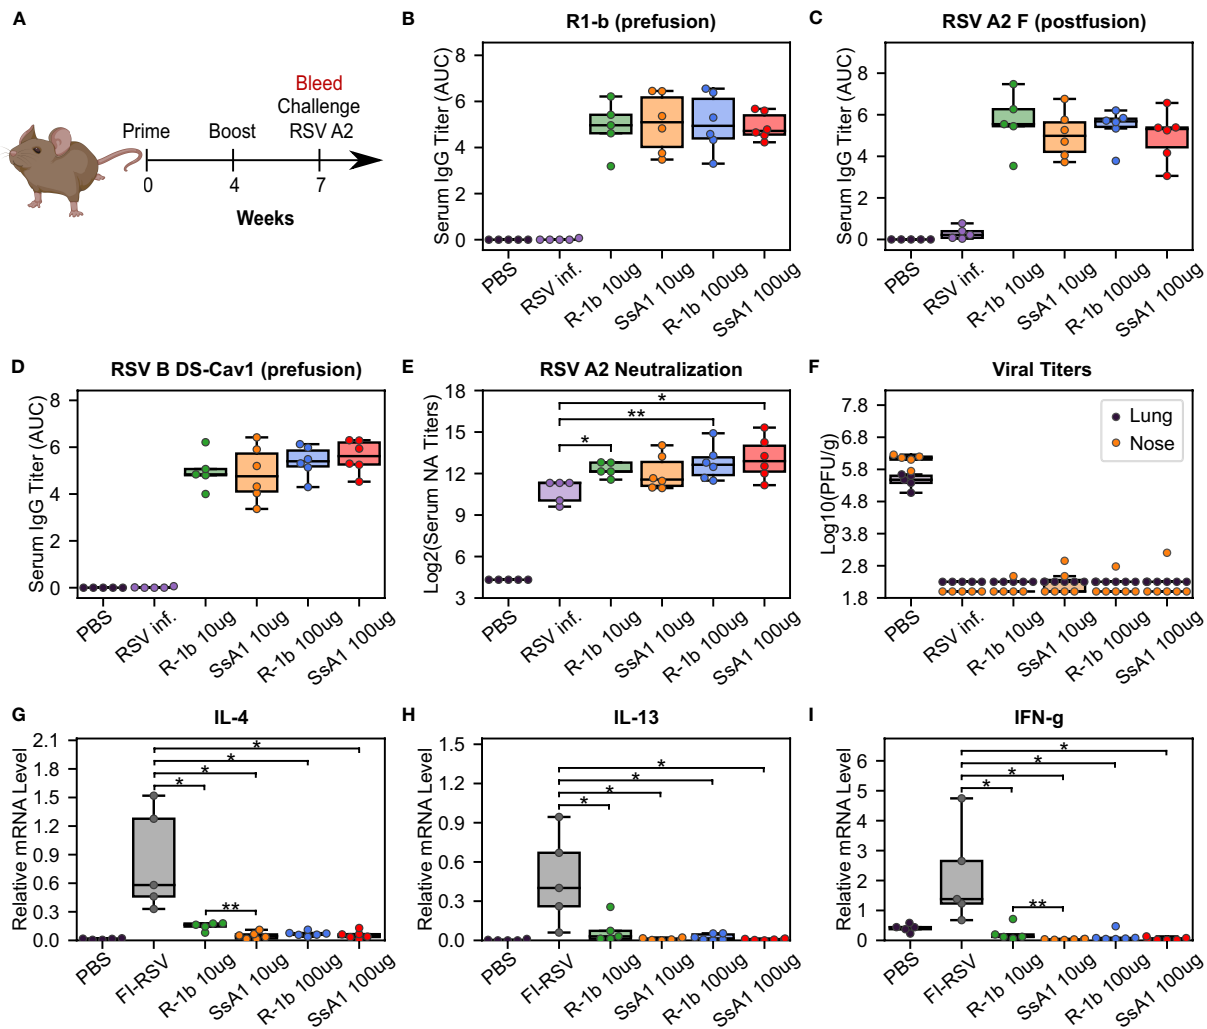 A
Bleed
Challenge
Prime Boost RSV A2
0 4 7
Weeks
B
R1-b (prefusion)
Serum IgG Titer (AUC)
8
6
4
2
0
PBS
RSV inf.
R-1b 10ug
SsA1 10ug
R-1b 100ug
SsA1 100ug
C
RSV A2 F (postfusion)
Serum IgG Titer (AUC)
8
6
4
2
0
PBS
RSV inf.
R-1b 10ug
SsA1 10ug
R-1b 100ug
SsA1 100ug
D
RSV B DS-Cav1 (prefusion)
Serum IgG Titer (AUC)
8
6
4
2
0
PBS
RSV inf.
R-1b 10ug
SsA1 10ug
R-1b 100ug
SsA1 100ug
E
RSV A2 Neutralization
Log2(Serum NA Titers)
18
15
12
9
6
3
*
**
*
PBS
RSV inf.
R-1b 10ug
SsA1 10ug
R-1b 100ug
SsA1 100ug
F
Viral Titers
Log10(PFU/g)
7.8
6.8
5.8
4.8
3.8
2.8
1.8
Lung
Nose
PBS
RSV inf.
R-1b 10ug
SsA1 10ug
R-1b 100ug
SsA1 100ug
G
IL-4
Relative mRNA Level
2.1
1.8
1.5
1.2
0.9
0.6
0.3
0.0
*
*
*
*
**
PBS
FI-RSV
R-1b 10ug
SsA1 10ug
R-1b 100ug
SsA1 100ug
H
IL-13
Relative mRNA Level
1.5
1.2
0.9
0.6
0.3
0.0
*
*
*
*
PBS
FI-RSV
R-1b 10ug
SsA1 10ug
R-1b 100ug
SsA1 100ug
I
IFN-g
Relative mRNA Level
6
5
4
3
2
1
0
*
*
*
*
**
PBS
FI-RSV
R-1b 10ug
SsA1 10ug
R-1b 100ug
SsA1 100ug